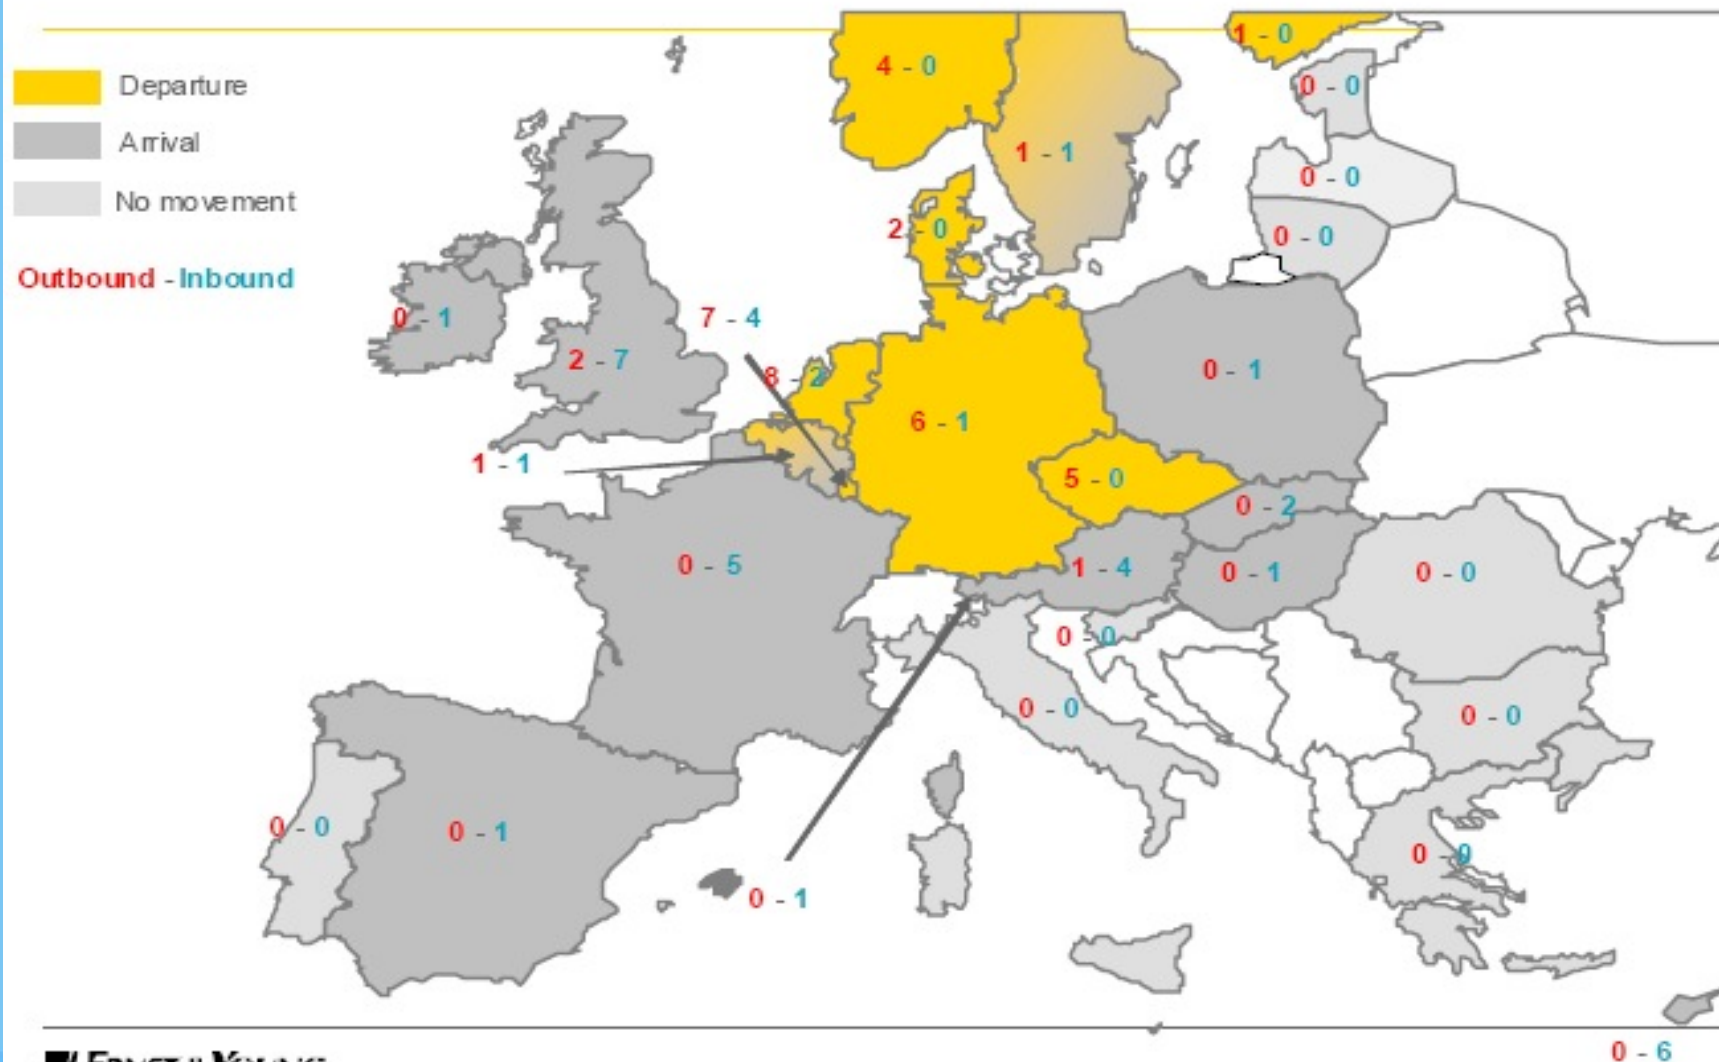 1 - 0
4 - 0
Departure
0 - 0
Arrival
1 - 1
0 - 0
No movement
2 - 0
0 - 0
Outbound - Inbound
0 - 1
7 - 4
2 - 7
8 - 2
0 - 1
6 - 1
1 - 1
5 - 0
0 - 2
0 - 5
1 - 4
0 - 1
0 - 0
0 - 0
0 - 0
0 - 0
0 - 0
0 - 1
0 - 0
0 - 1
ERNST & YOUNG
0 - 6